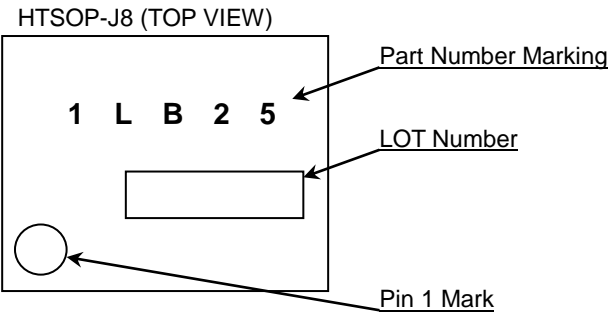 HTSOP-J8 (TOP VIEW)
Part Number Marking
1 L B 2 5
LOT Number
Pin 1 Mark